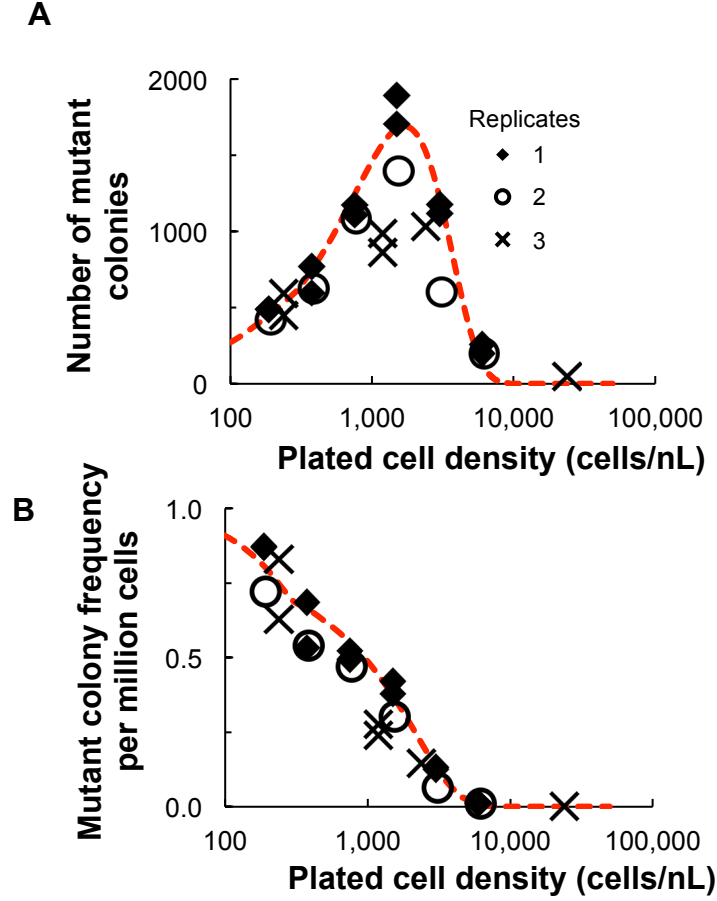 A
Number of mutant
colonies
2000
1000
0
Replicates
1
2
3
100
1,000
10,000
100,000
Plated cell density (cells/nL)
B
Mutant colony frequency
per million cells
1.0
0.5
0.0
100
1,000
10,000
100,000
Plated cell density (cells/nL)